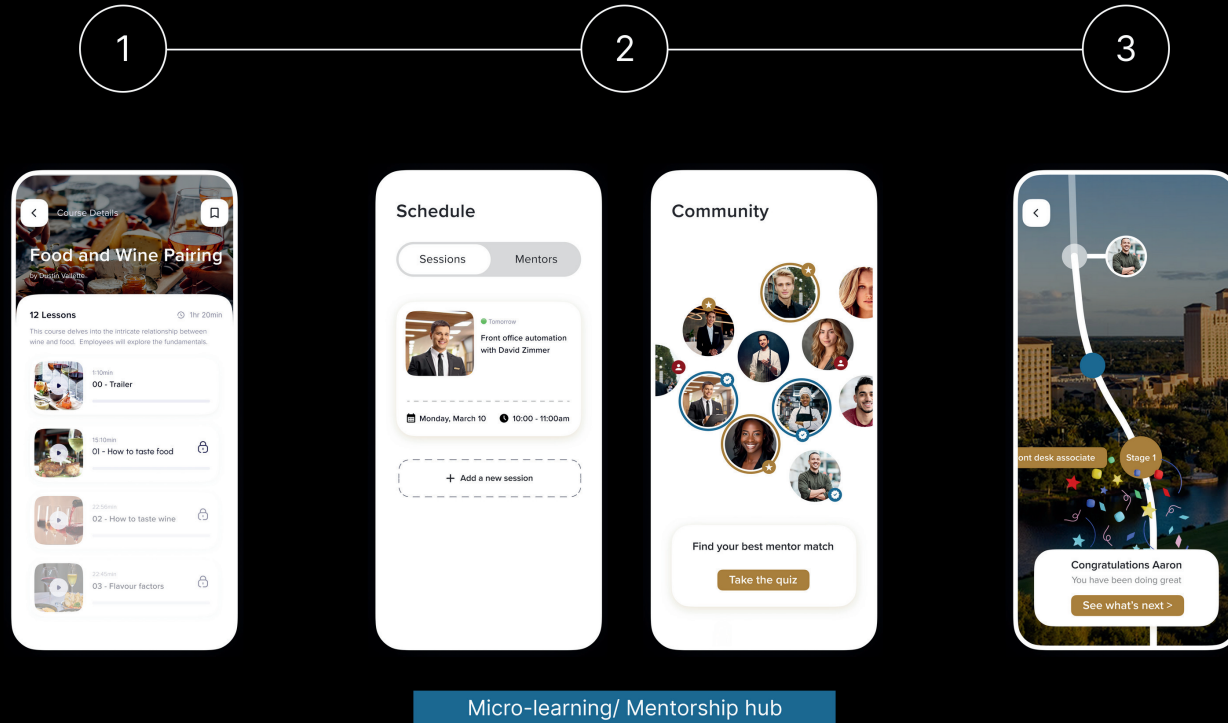 1
2
3
Course Details
Food and Wine Pairing
by Dustin Valette
12 Lessons
1hr 20min
This course delves into the intricate relationship between
wine and food. Employees will explore the fundamentals.
1:10min
00 - Trailer
15:10min
01 - How to taste food
22:56min
02 - How to taste wine
22:45min
03 - Flavour factors
Schedule
Sessions
Mentors
Tomorrow
Front office automation
with David Zimmer
Monday, March 10
10:00 - 11:00am
+ Add a new session
Community
Find your best mentor match
Take the quiz
ont desk associate
Stage 1
Congratulations Aaron
You have been doing great
See what's next >
Micro-learning/ Mentorship hub